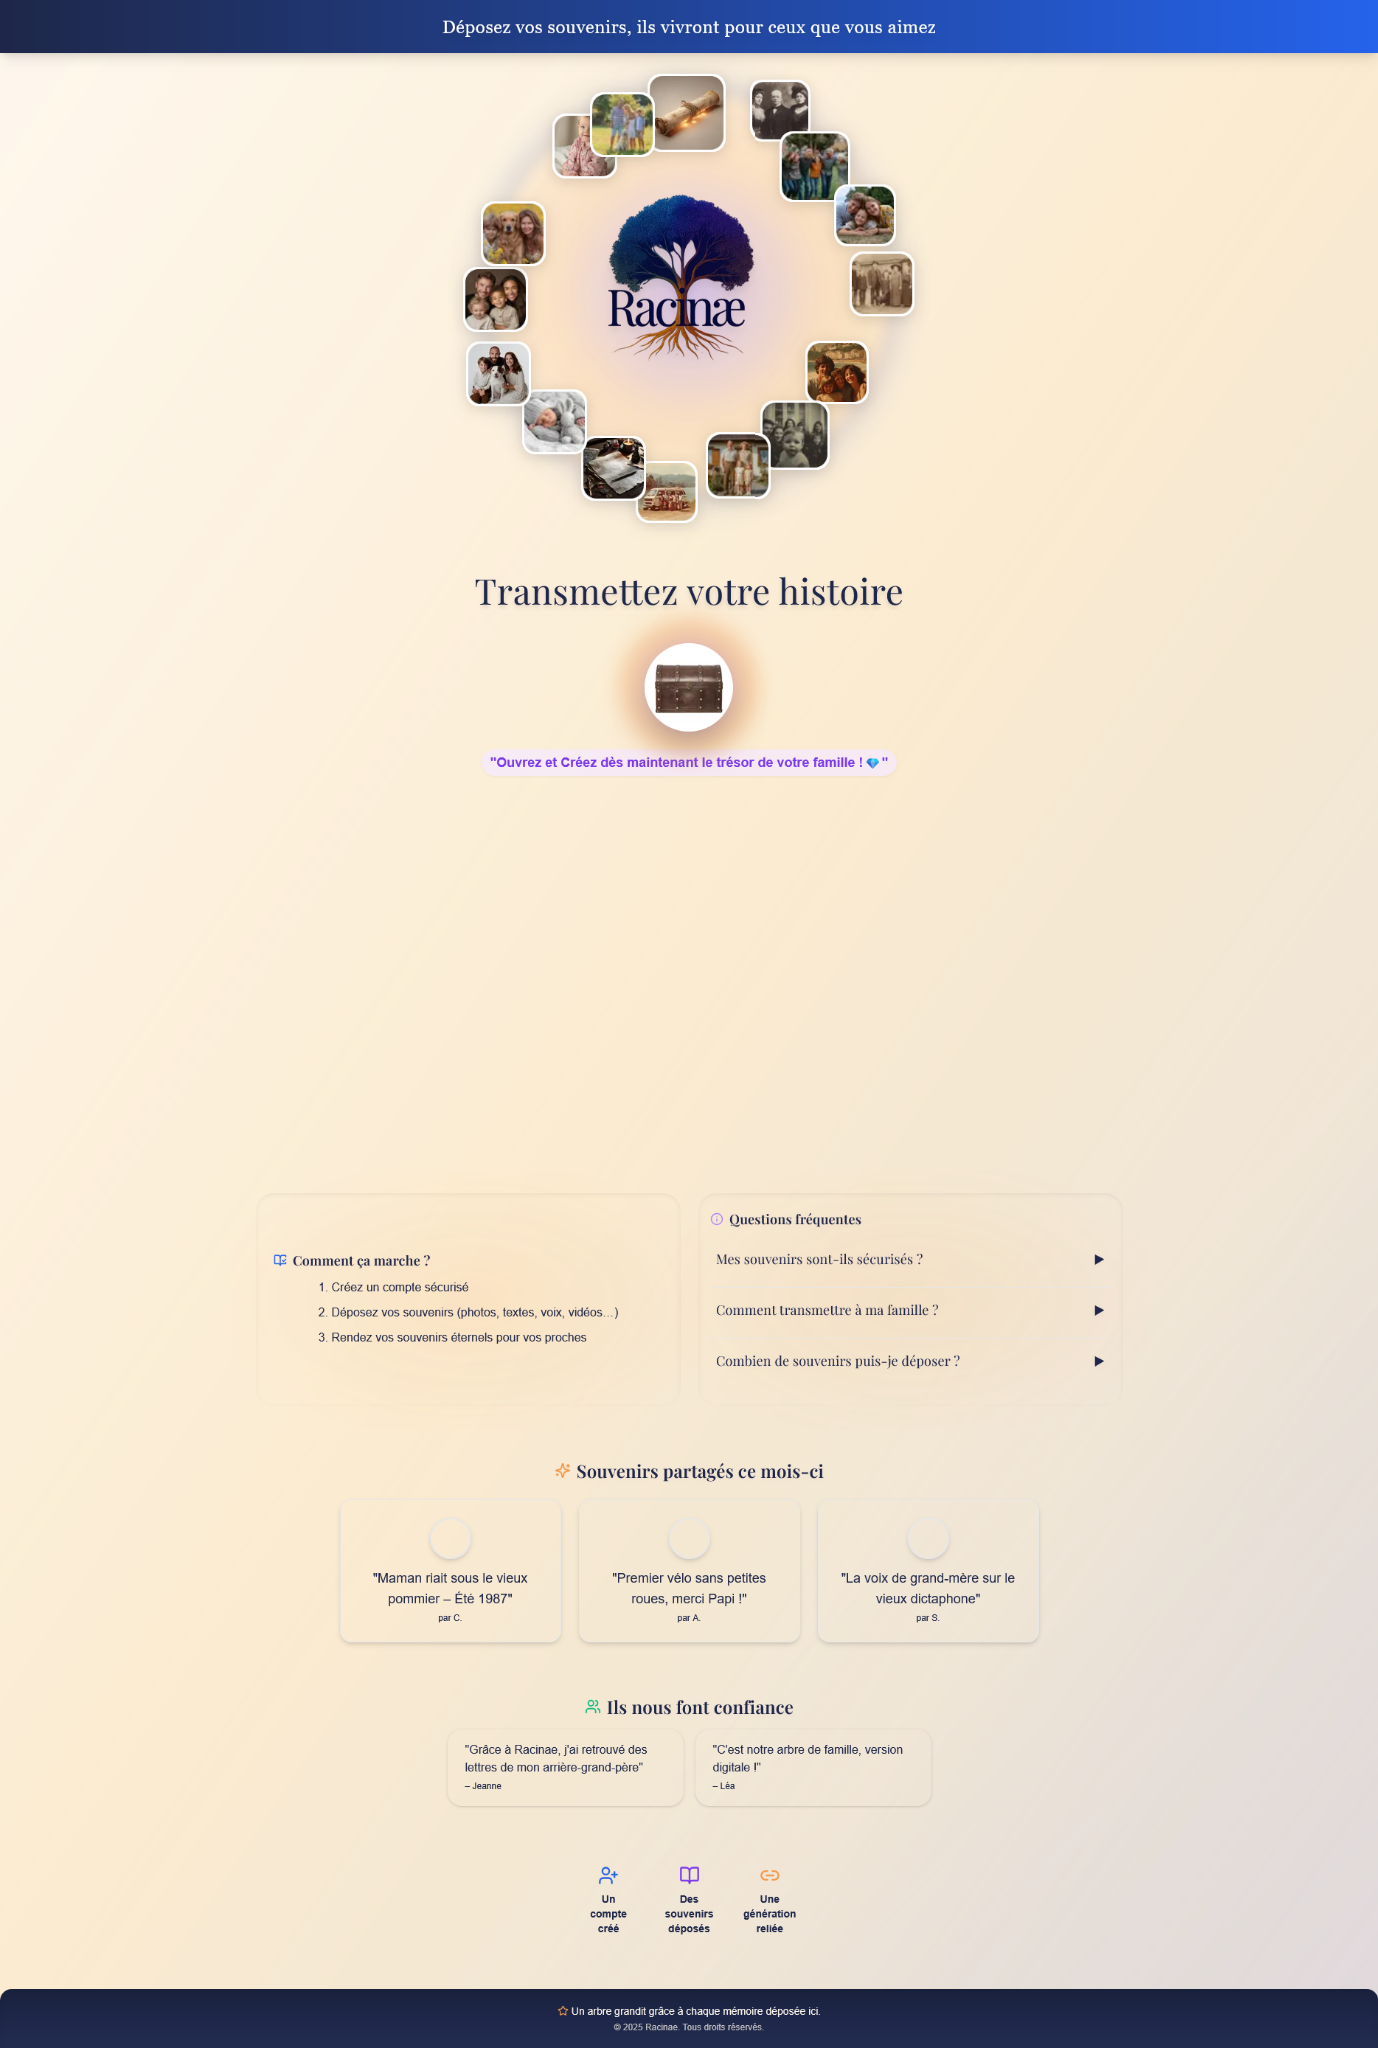 Déposez vos souvenirs, ils vivront pour ceux que vous aimez
Racinæ
Transmettez votre histoire
"Ouvrez et Créez dès maintenant le trésor de votre famille ! 💎 "
Comment ça marche ?
1. Créez un compte sécurisé
2. Déposez vos souvenirs (photos, textes, voix, vidéos…)
3. Rendez vos souvenirs éternels pour vos proches
Questions fréquentes
Mes souvenirs sont-ils sécurisés ?
Comment transmettre à ma famille ?
Combien de souvenirs puis-je déposer ?
Souvenirs partagés ce mois-ci
"Maman riait sous le vieux
pommier – Été 1987"
par C.
"Premier vélo sans petites
roues, merci Papi !"
par A.
"La voix de grand-mère sur le
vieux dictaphone"
par S.
Ils nous font confiance
"Grâce à Racinae, j'ai retrouvé des
lettres de mon arrière-grand-père"
– Jeanne
"C'est notre arbre de famille, version
digitale !"
– Léa
Un
compte
créé
Des
souvenirs
déposés
Une
génération
reliée
Un arbre grandit grâce à chaque mémoire déposée ici.
© 2025 Racinae. Tous droits réservés.